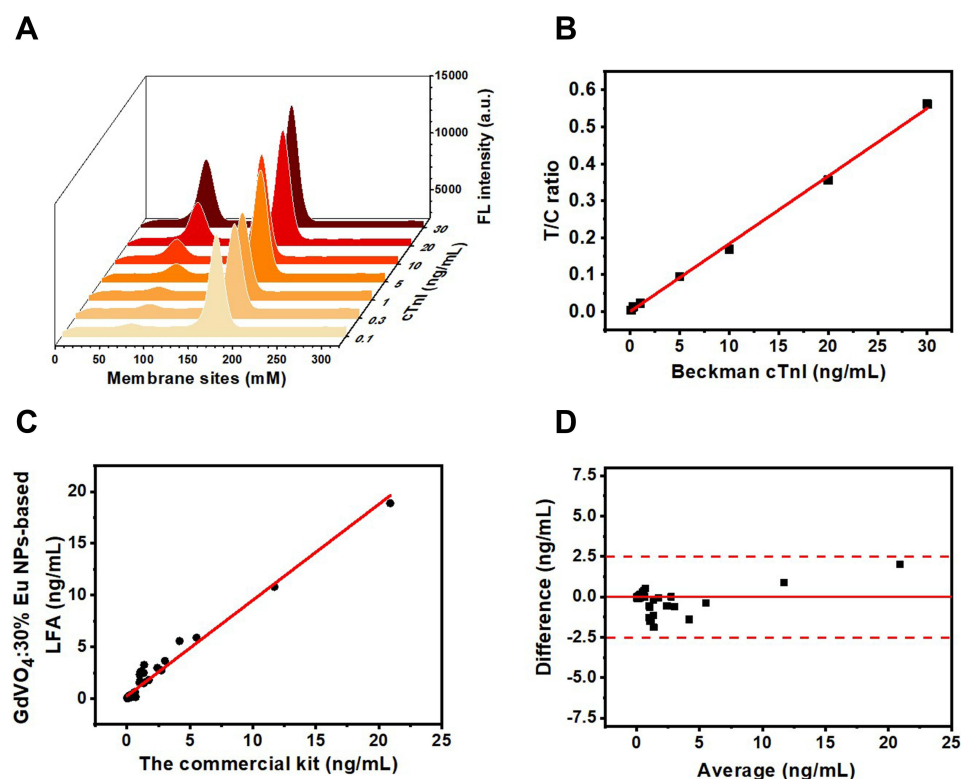 A
15000
10000
5000
FL intensity (a.u.)
30
20
10
5
1
0.3
0.1
cTnI (ng/mL)
0 50 100 150 200 250 300
Membrane sites (mM)
B
0.6
0.5
0.4
0.3
0.2
0.1
0.0
T/C ratio
0 5 10 15 20 25 30
Beckman cTnI (ng/mL)
C
GdVO4:30% Eu NPs-based
LFA (ng/mL)
20
15
10
5
0
0 5 10 15 20 25
The commercial kit (ng/mL)
D
Difference (ng/mL)
7.5
5.0
2.5
0.0
-2.5
-5.0
-7.5
0 5 10 15 20 25
Average (ng/mL)